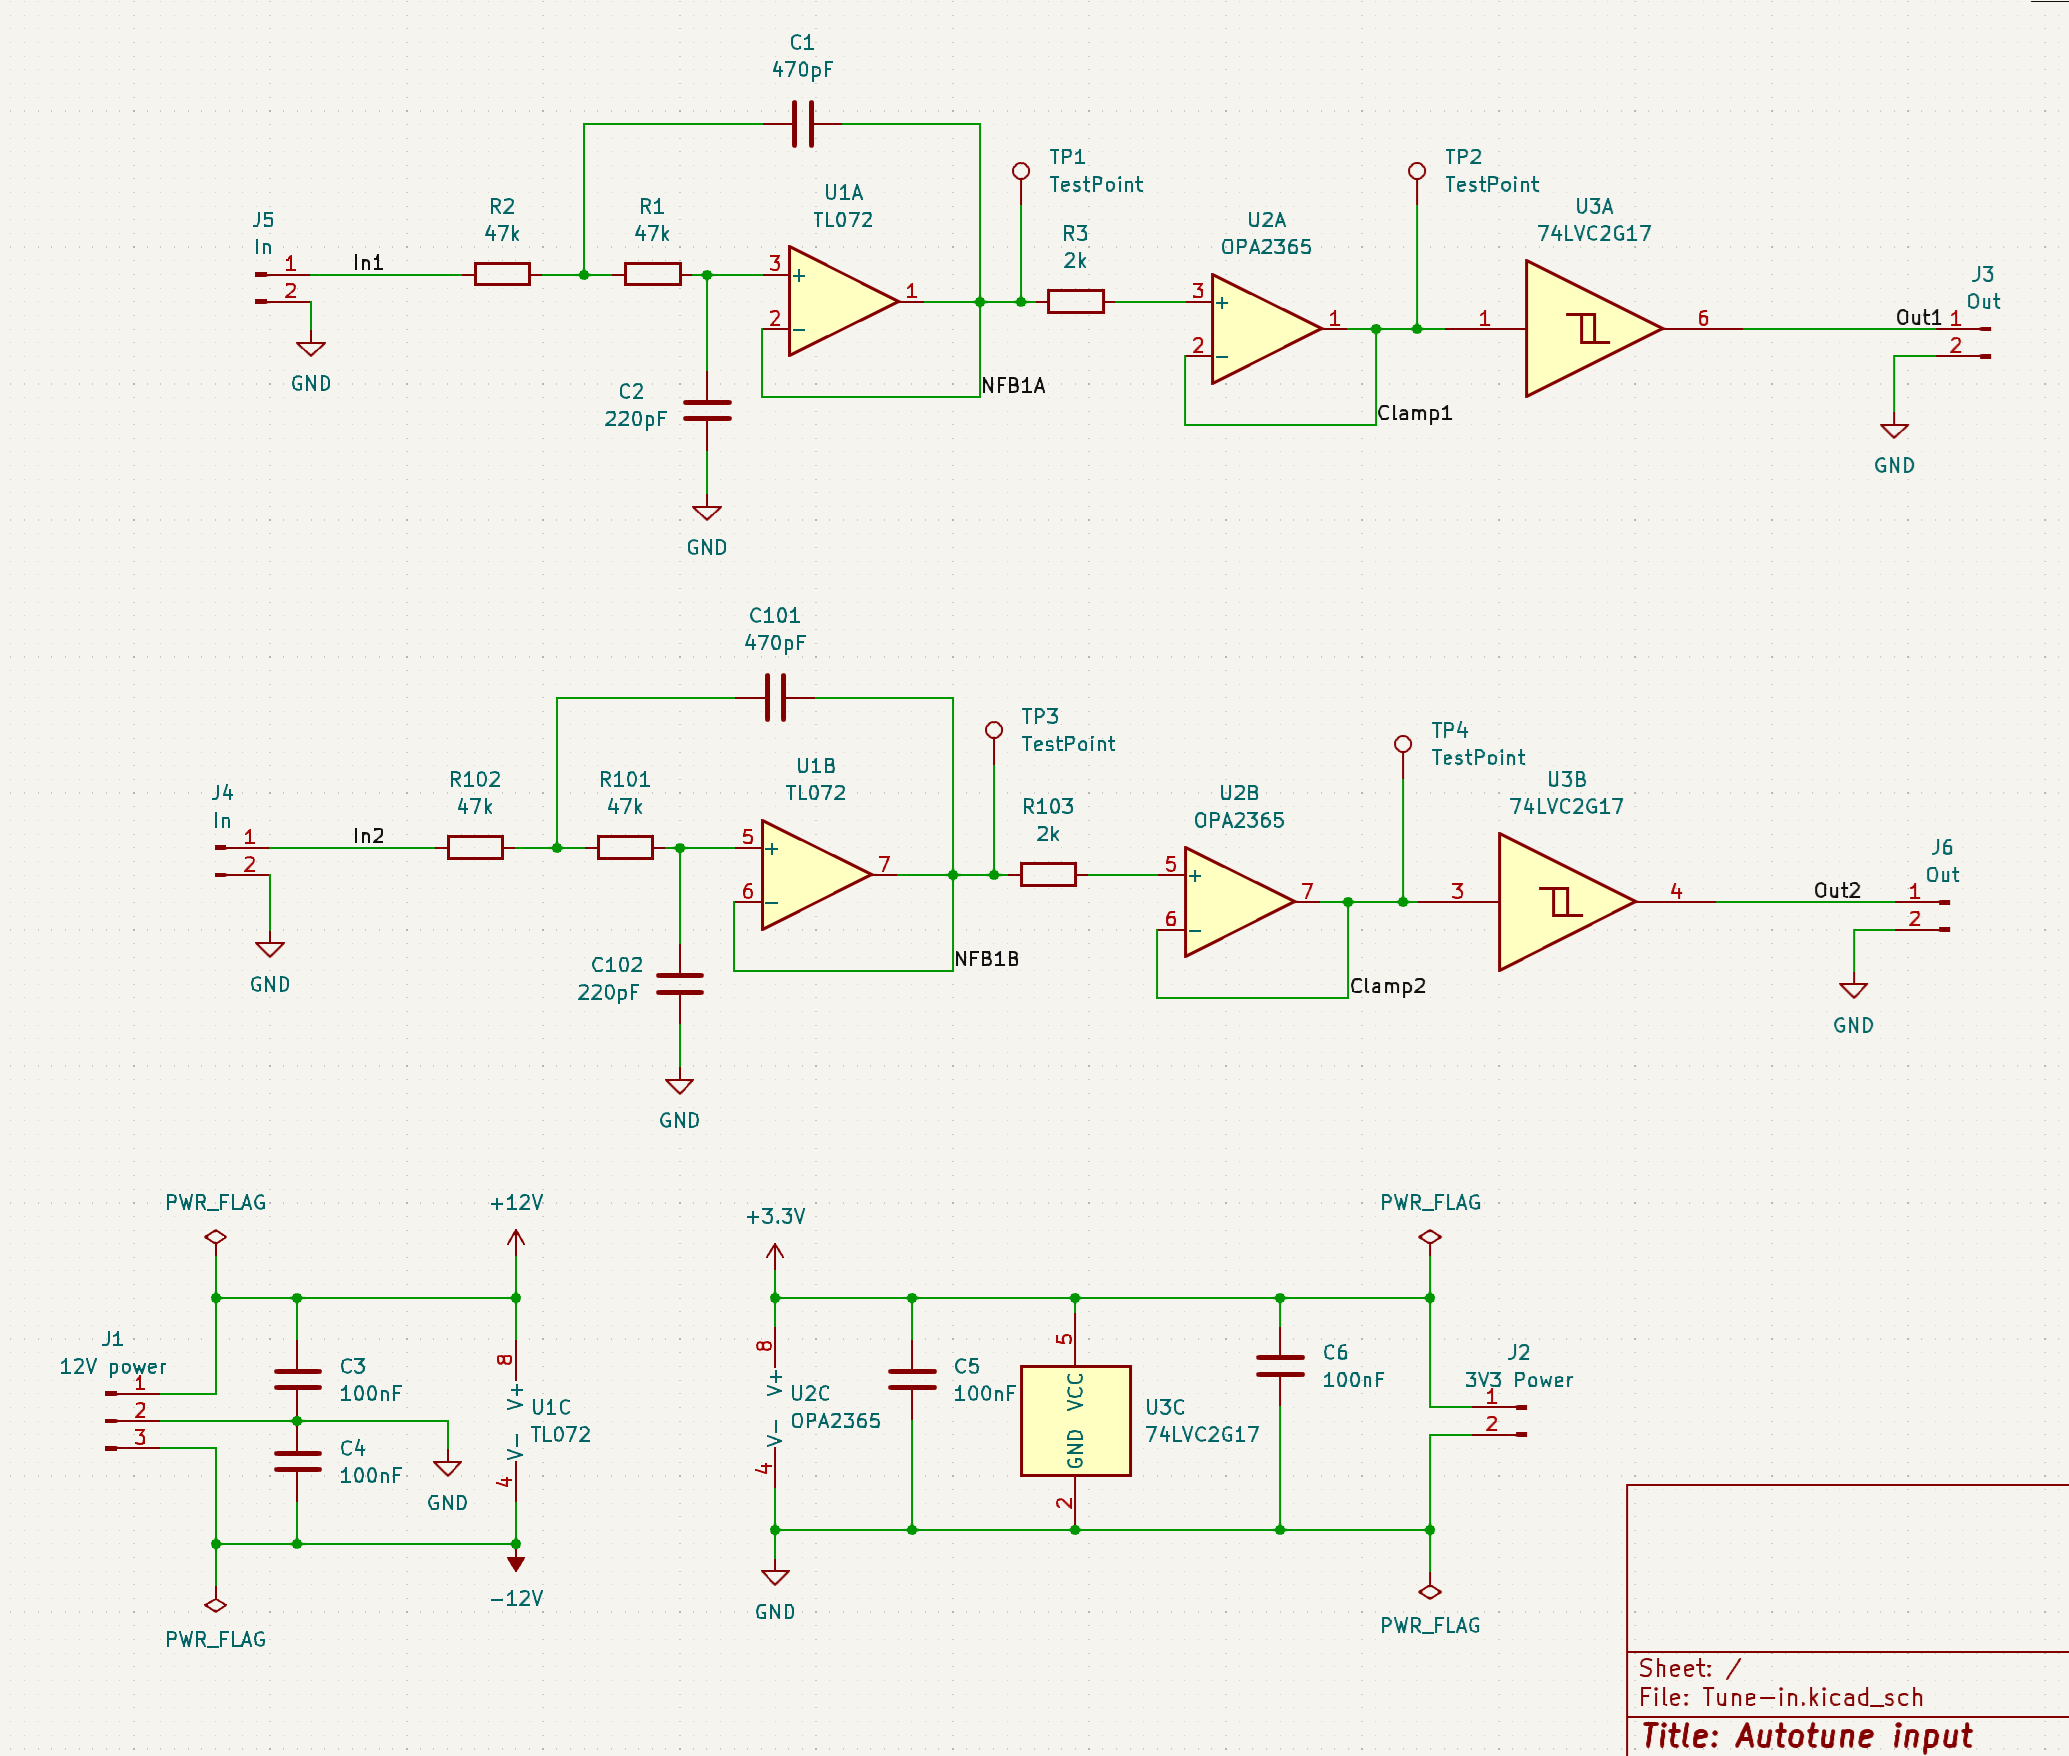 C1
470pF
TP1
TestPoint
TP2
TestPoint
U1A
TL072
R2
47k
R1
47k
J5
In
1
2
In1
3
+
2
−
1
R3
2k
U2A
OPA2365
U3A
74LVC2G17
3
+
2
−
1
1
6
J3
Out
Out1
1
2
GND
C2
220pF
NFB1A
Clamp1
GND
GND
C101
470pF
TP3
TestPoint
TP4
TestPoint
U1B
TL072
R102
47k
R101
47k
J4
In
1
2
In2
5
+
6
−
7
R103
2k
U2B
OPA2365
U3B
74LVC2G17
5
+
6
−
7
3
4
J6
Out
Out2
1
2
GND
C102
220pF
NFB1B
Clamp2
GND
GND
PWR_FLAG
+12V
+3.3V
PWR_FLAG
J1
12V power
1
2
3
C3
100nF
C4
100nF
GND
8
V+
V−
4
U1C
TL072
8
V+
V−
4
U2C
OPA2365
C5
100nF
5
VCC
GND
2
U3C
74LVC2G17
C6
100nF
J2
3V3 Power
1
2
−12V
GND
PWR_FLAG
PWR_FLAG
Sheet: /
File: Tune−in.kicad_sch
Title: Autotune input